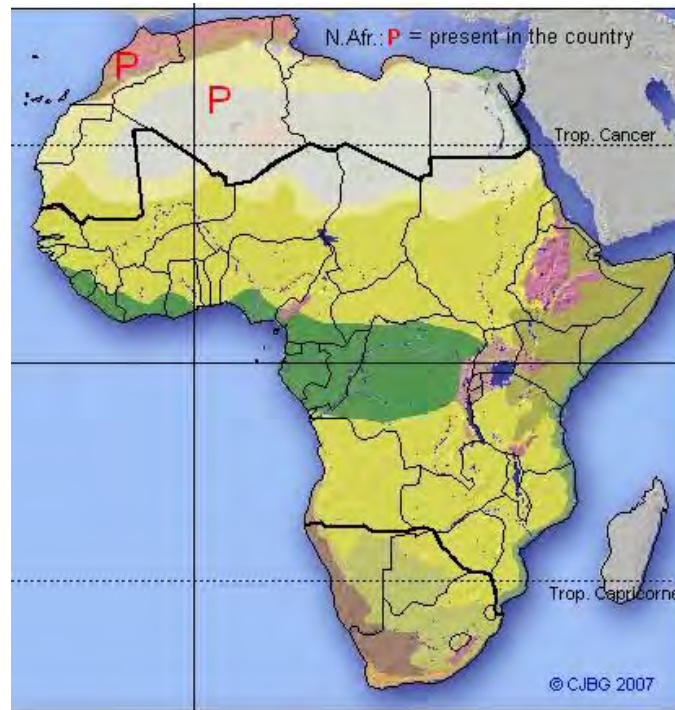 N.Afr.: P = present in the country
P
P
Trop. Cancer
Trop. Capricorne
© CJBG 2007